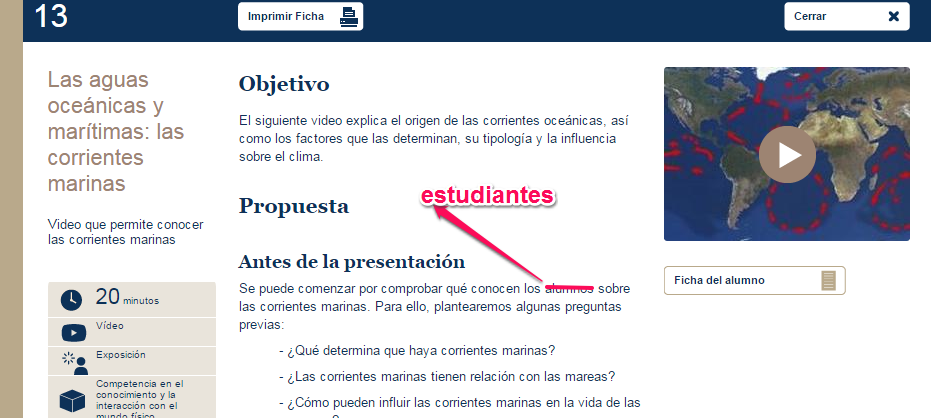 13
Imprimir Ficha
Cerrar
Las aguas
oceánicas y
marítimas: las
corrientes
marinas
Video que permite conocer
las corrientes marinas
20 minutos
Vídeo
Exposición
Competencia en el
conocimiento y la
interacción con el
mundo físico
Objetivo
El siguiente video explica el origen de las corrientes oceánicas, así
como los factores que las determinan, su tipología y la influencia
sobre el clima.
estudiantes
Propuesta
Antes de la presentación
Se puede comenzar por comprobar qué conocen los alumnos sobre
las corrientes marinas. Para ello, plantearemos algunas preguntas
previas:
- ¿Qué determina que haya corrientes marinas?
- ¿Las corrientes marinas tienen relación con las mareas?
- ¿Cómo pueden influir las corrientes marinas en la vida de las
Ficha del alumno